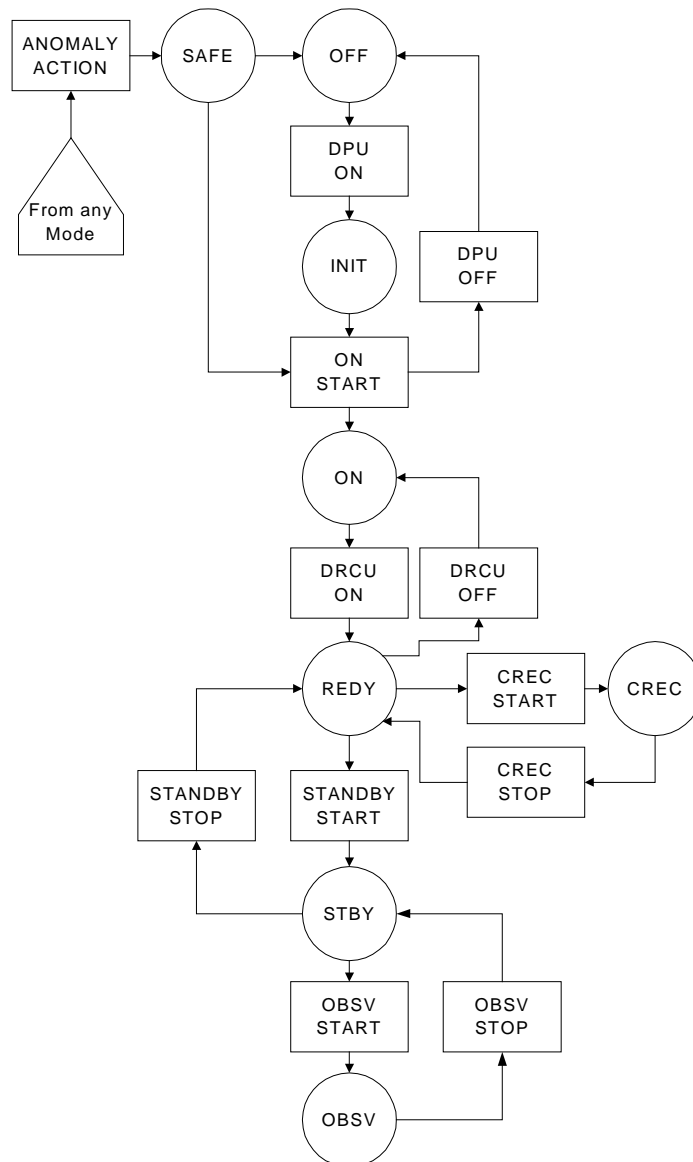 ANOMALY
ACTION
SAFE
OFF
From any
Mode
DPU
ON
INIT
DPU
OFF
ON
START
ON
DRCU
ON
DRCU
OFF
REDY
CREC
START
CREC
CREC
STOP
STANDBY
STOP
STANDBY
START
STBY
OBSV
START
OBSV
STOP
OBSV